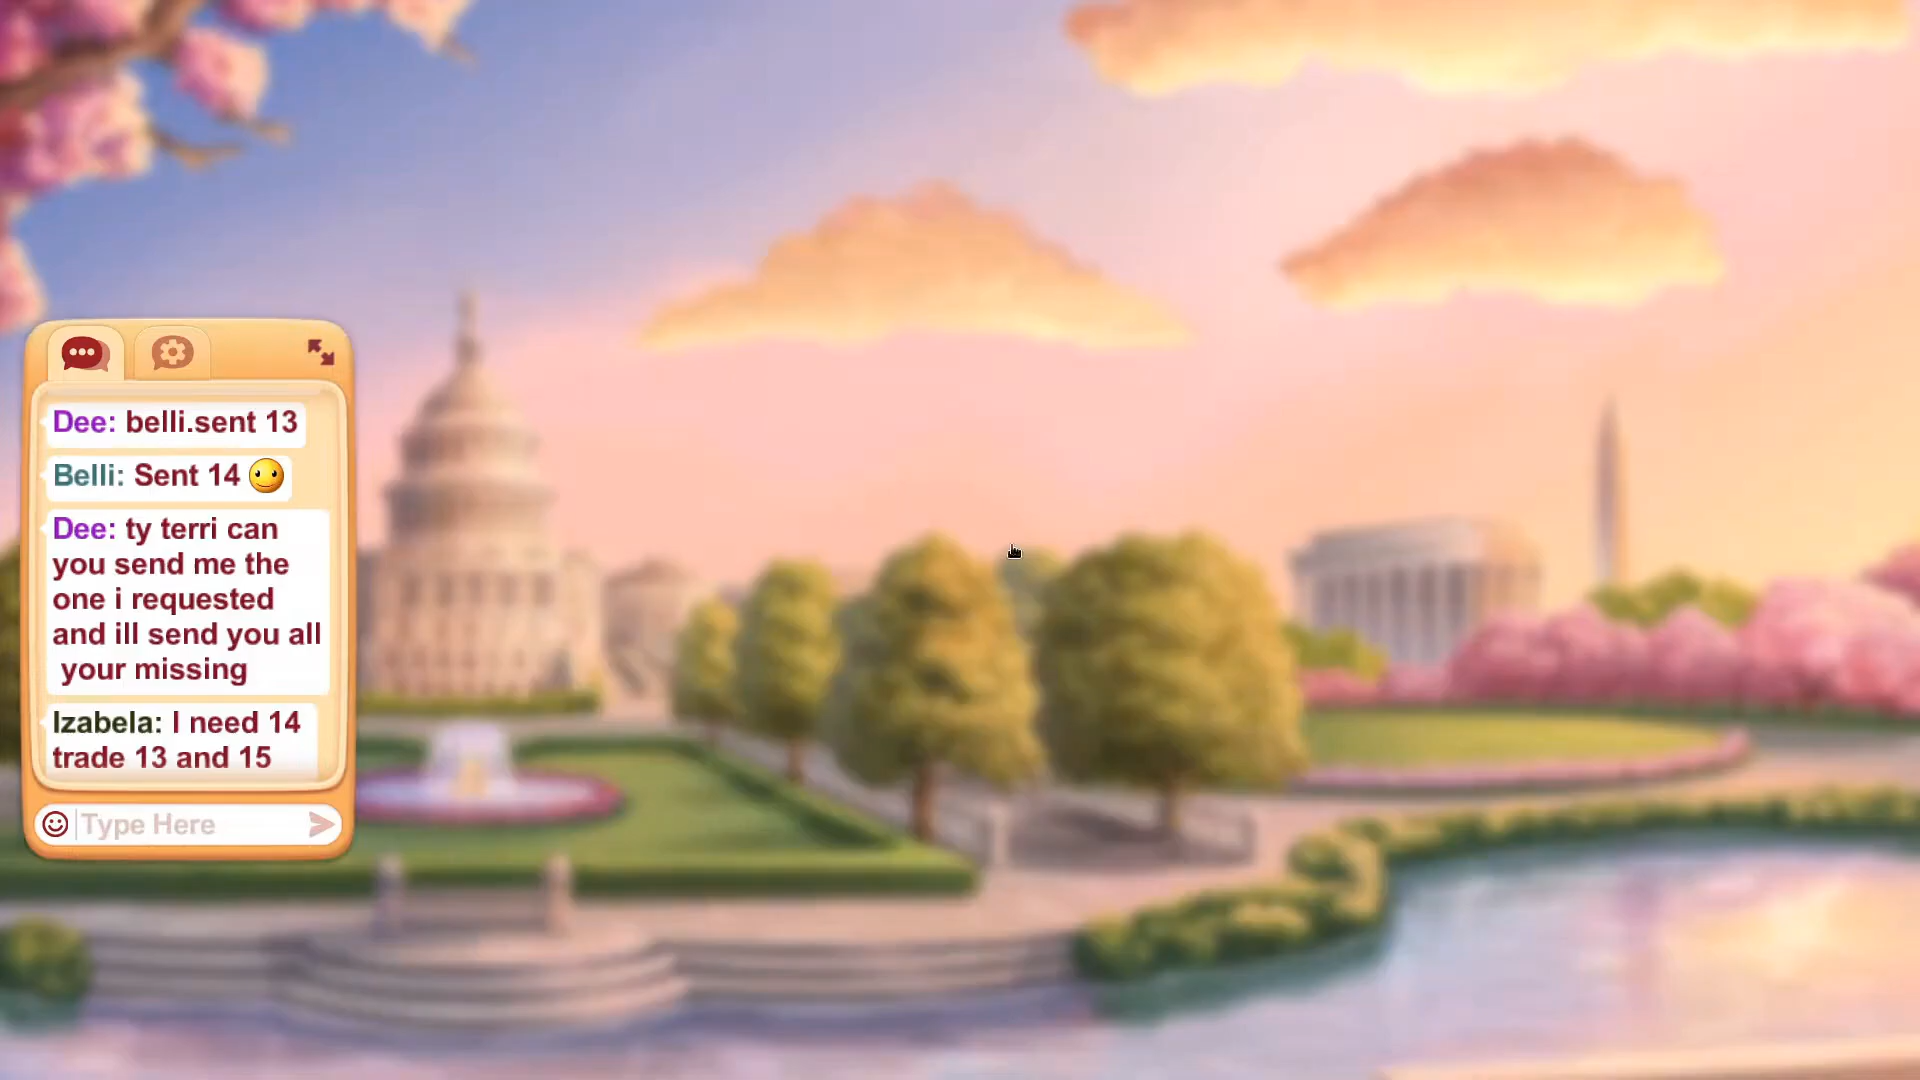 Dee: belli.sent 13
Belli: Sent 14
Dee: ty terri can
you send me the
one i requested
and ill send you all
your missing
Izabela: I need 14
trade 13 and 15
Type Here